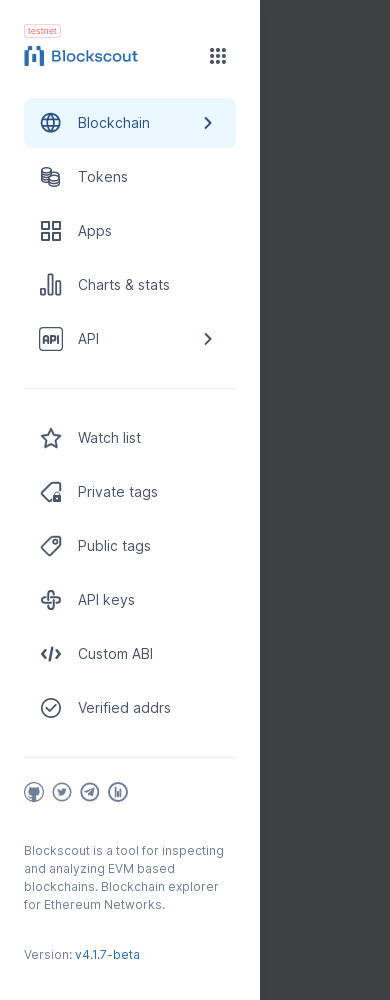 testnet
Blockscout
Blockchain
Tokens
Apps
Charts & stats
API API
Watch list
Private tags
Public tags
API keys
Custom ABI
Verified addrs
Blockscout is a tool for inspecting
and analyzing EVM based
blockchains. Blockchain explorer
for Ethereum Networks.
Version: v4.1.7-beta